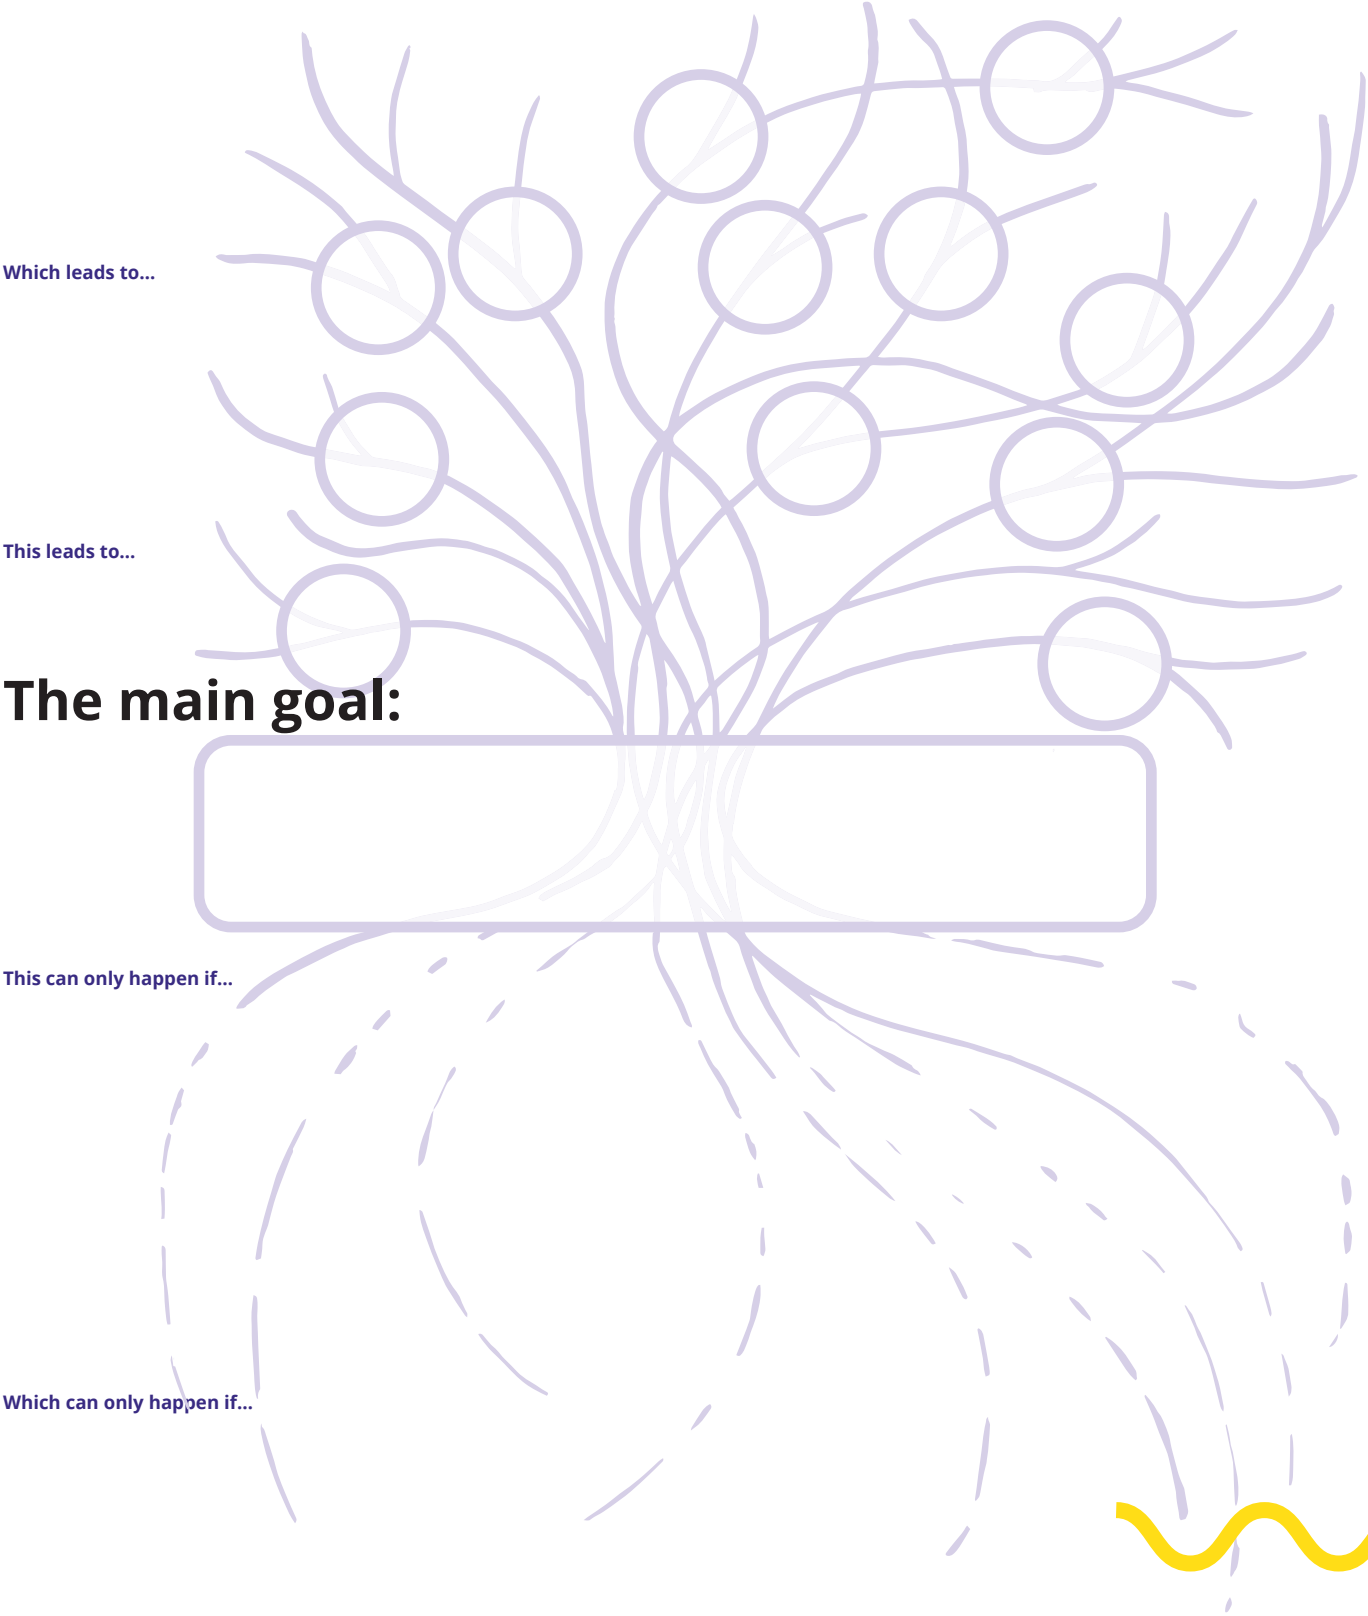 Which leads to...
This leads to...
The main goal:
This can only happen if...
Which can only happen if...